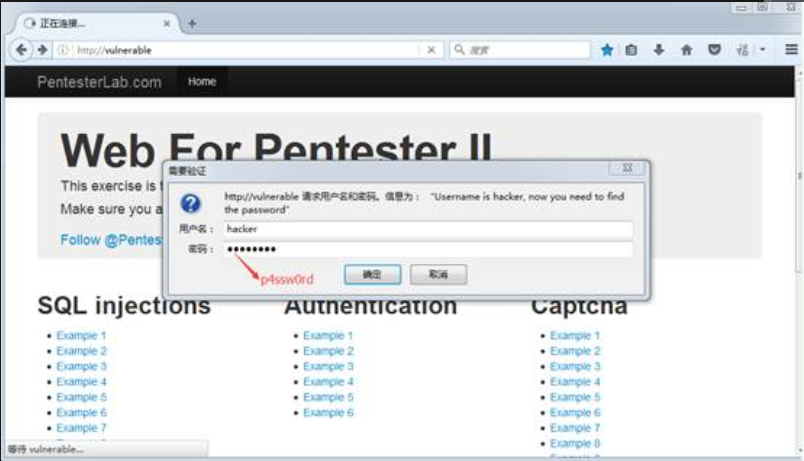 正在连接...
http://vulnerable
搜索
PentesterLab.com Home
Web For Pentester II
This exercise is
Make sure you a
Follow @Pentes
需要验证
http://vulnerable 请求用户名和密码。信息为： “Username is hacker, now you need to find
the password”
用户名： hacker
密码： ••••••••
p4ssw0rd
确定 取消
SQL injections
Example 1
Example 2
Example 3
Example 4
Example 5
Example 6
Example 7
Authentication
Example 1
Example 2
Example 3
Example 4
Example 5
Example 6
Captcha
Example 1
Example 2
Example 3
Example 4
Example 5
Example 6
Example 7
Example 8
等待 vulnerable...